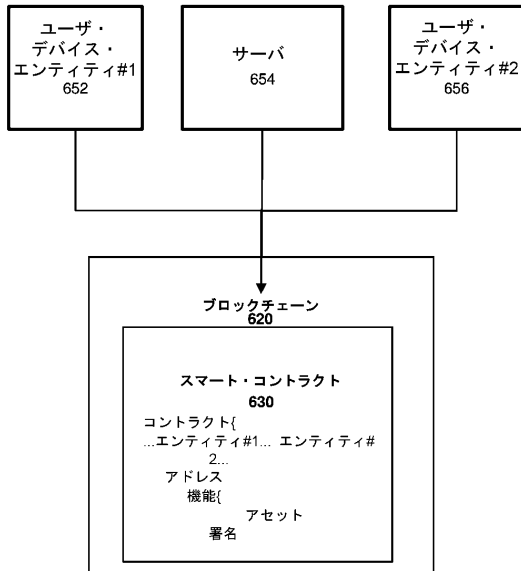 ユーザ・
デバイス・
エンティティ#1
652
サーバ
654
ユーザ・
デバイス・
エンティティ#2
656
ブロックチェーン
620
スマート・コントラクト
630
コントラクト{
...エンティティ#1... エンティティ#
2...
アドレス
機能{
アセット
署名